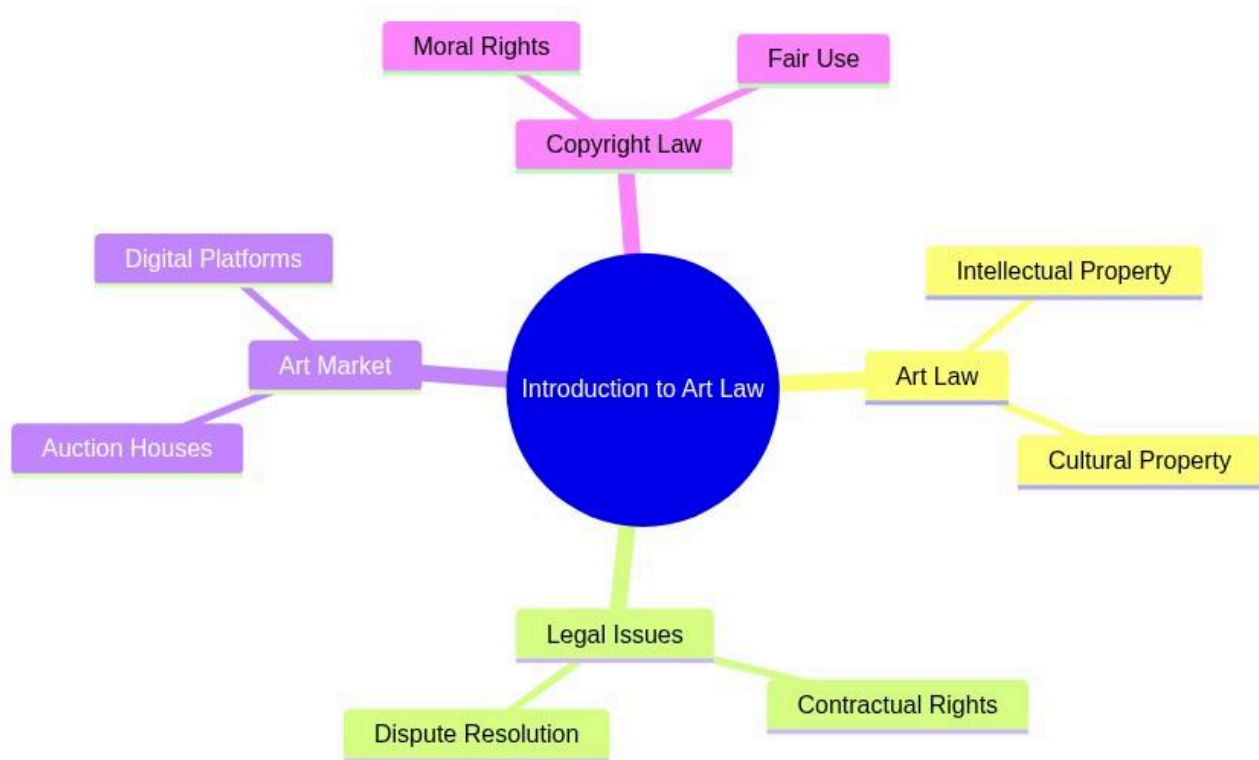 Moral Rights
Fair Use
Copyright Law
Digital Platforms
Intellectual Property
Art Market
Introduction to Art Law
Art Law
Auction Houses
Cultural Property
Legal Issues
Contractual Rights
Dispute Resolution